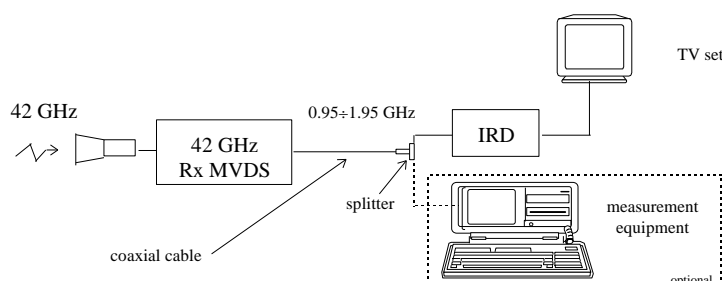 TV set
42 GHz
0.95÷1.95 GHz
42 GHz
Rx MVDS
IRD
splitter
measurement
equipment
coaxial cable
optional